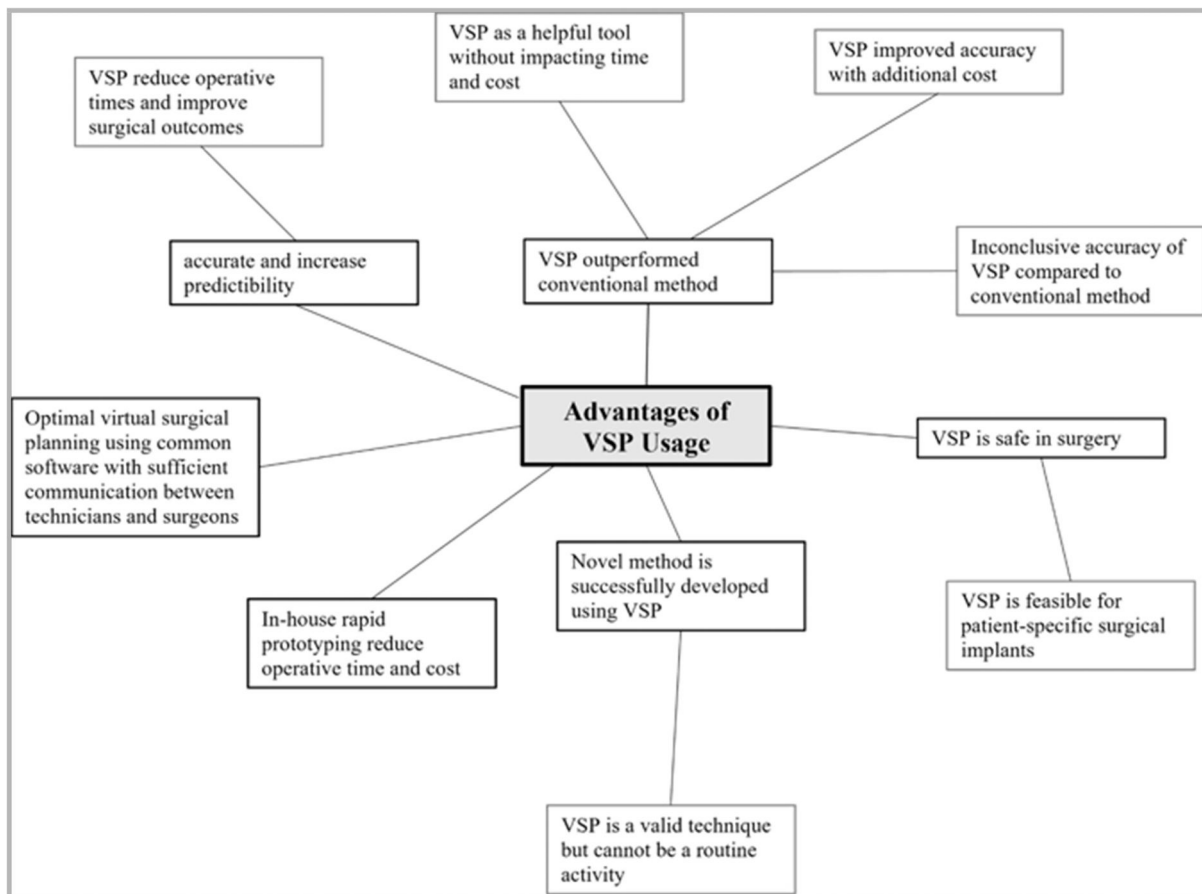 VSP as a helpful tool
without impacting time
and cost
VSP improved accuracy
with additional cost
VSP reduce operative
times and improve
surgical outcomes
accurate and increase
predictibility
VSP outperformed
conventional method
Inconclusive accuracy of
VSP compared to
conventional method
Advantages of
VSP Usage
Optimal virtual surgical
planning using common
software with sufficient
communication between
technicians and surgeons
VSP is safe in surgery
Novel method is
successfully developed
using VSP
In-house rapid
prototyping reduce
operative time and cost
VSP is feasible for
patient-specific surgical
implants
VSP is a valid technique
but cannot be a routine
activity